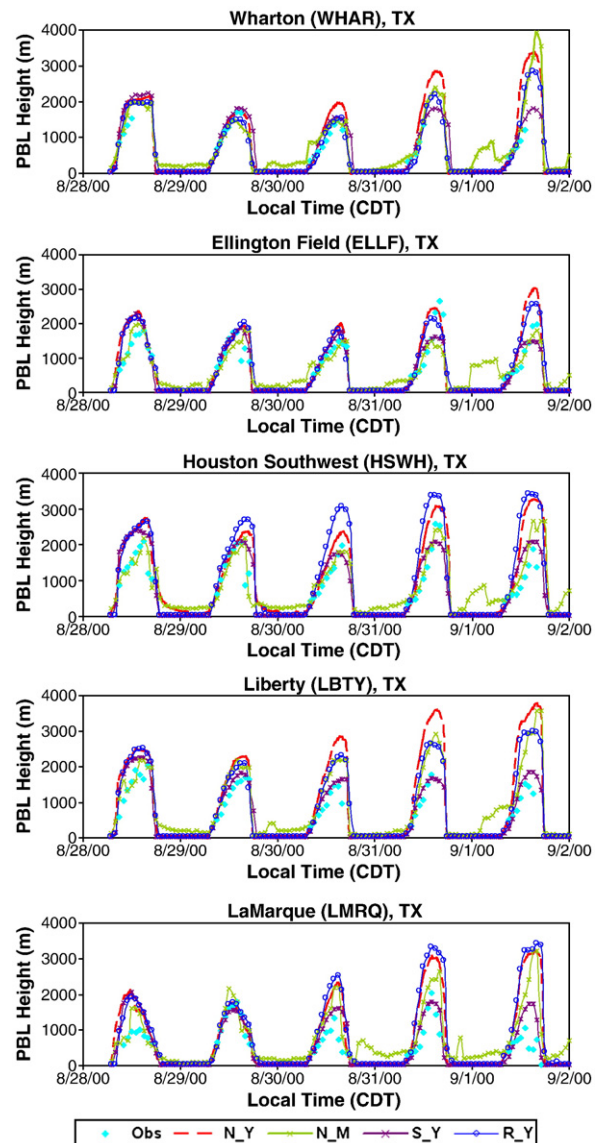 Wharton (WHAR), TX
PBL Height (m)
4000
3000
2000
1000
0
8/28/00 8/29/00 8/30/00 8/31/00 9/1/00 9/2/00
Local Time (CDT)
Ellington Field (ELLF), TX
PBL Height (m)
4000
3000
2000
1000
0
8/28/00 8/29/00 8/30/00 8/31/00 9/1/00 9/2/00
Local Time (CDT)
Houston Southwest (HSWH), TX
PBL Height (m)
4000
3000
2000
1000
0
8/28/00 8/29/00 8/30/00 8/31/00 9/1/00 9/2/00
Local Time (CDT)
Liberty (LBTY), TX
PBL Height (m)
4000
3000
2000
1000
0
8/28/00 8/29/00 8/30/00 8/31/00 9/1/00 9/2/00
Local Time (CDT)
LaMarque (LMRQ), TX
PBL Height (m)
4000
3000
2000
1000
0
8/28/00 8/29/00 8/30/00 8/31/00 9/1/00 9/2/00
Local Time (CDT)
Obs N_Y N_M S_Y R_Y